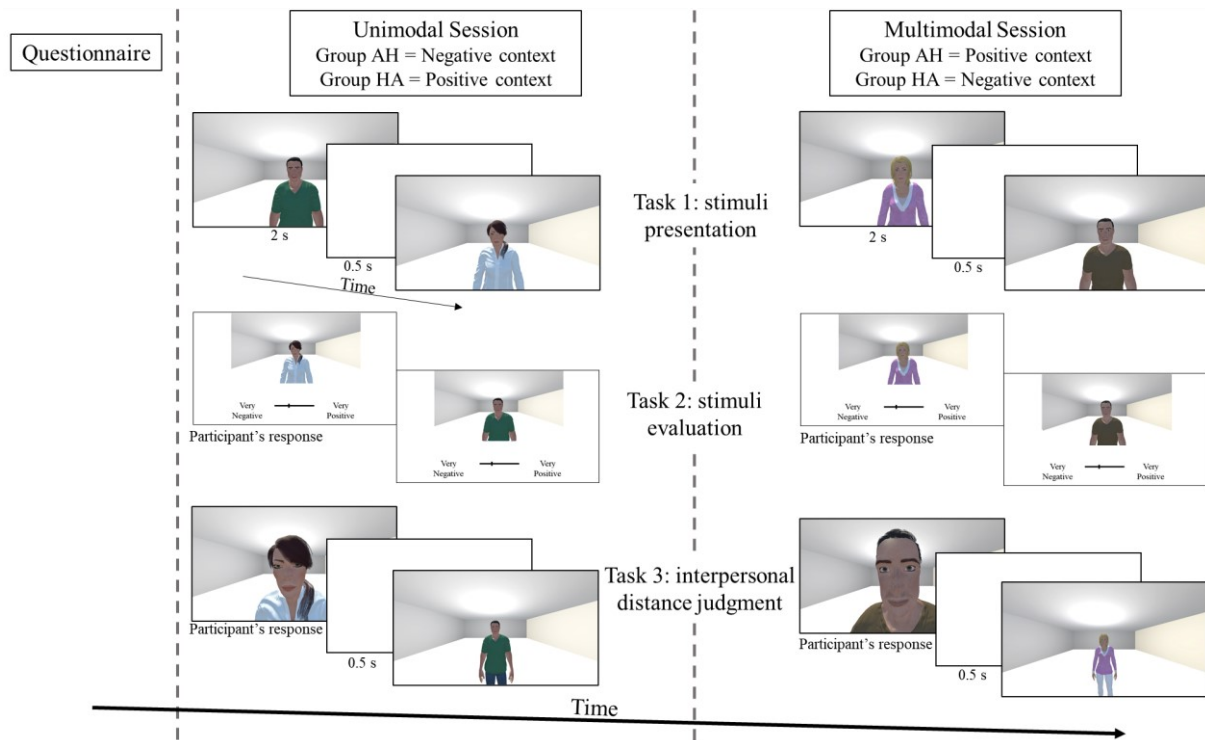 Questionnaire
Unimodal Session
Group AH = Negative context
Group HA = Positive context
Multimodal Session
Group AH = Positive context
Group HA = Negative context
2 s
0.5 s
Time
Task 1: stimuli
presentation
2 s
0.5 s
Very
Negative
Very
Positive
Participant's response
Very
Negative
Very
Positive
Task 2: stimuli
evaluation
Very
Negative
Very
Positive
Participant's response
Very
Negative
Very
Positive
Participant's response
0.5 s
Task 3: interpersonal
distance judgment
Participant's response
0.5 s
Time